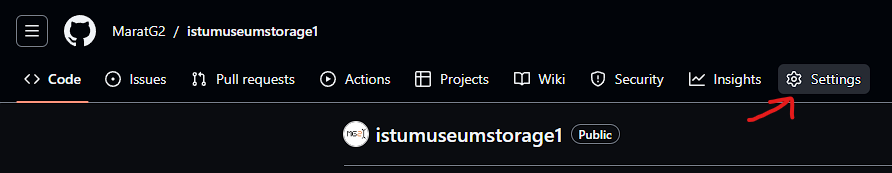 MaratG2 / istumuseumstorage1
Code Issues Pull requests Actions Projects Wiki Security Insights Settings
istumuseumstorage1 Public